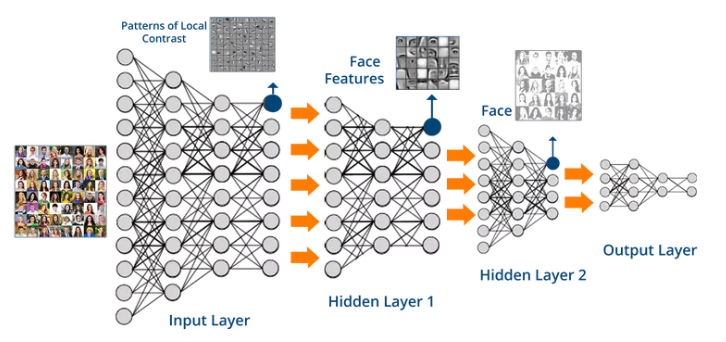 Patterns of Local
Contrast
Face
Features
Face
Input Layer
Hidden Layer 1
Hidden Layer 2
Output Layer